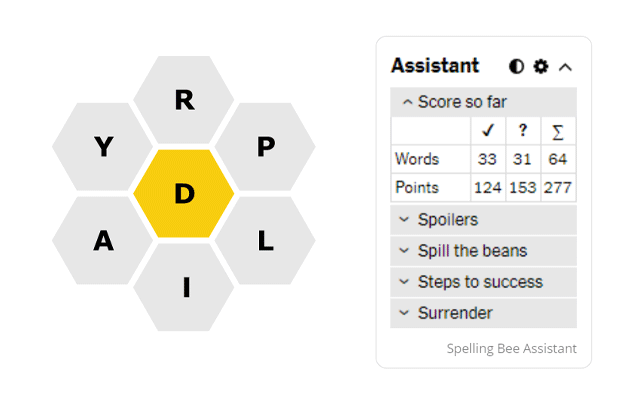 R
Y
P
D
A
L
I
Assistant
Score so far
✓ ? ∑
Words 33 31 64
Points 124 153 277
Spoilers
Spill the beans
Steps to success
Surrender
Spelling Bee Assistant